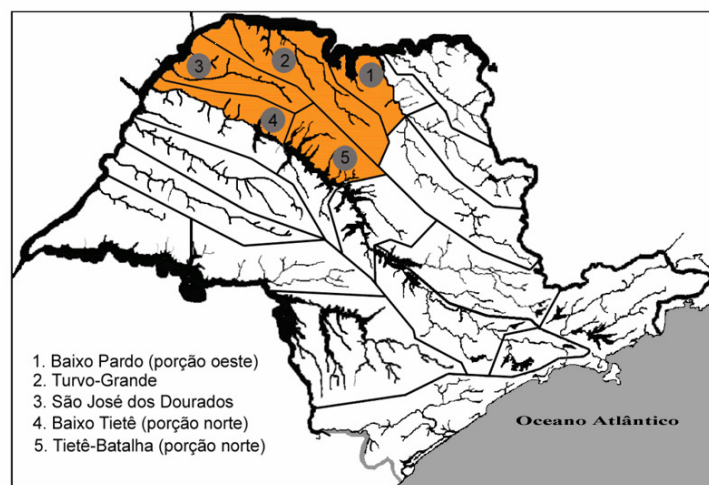 1
2
3
4
5
1. Baixo Pardo (porção oeste)
2. Turvo-Grande
3. São José dos Dourados
4. Baixo Tietê (porção norte)
5. Tietê-Batalha (porção norte)
Oceano Atlântico